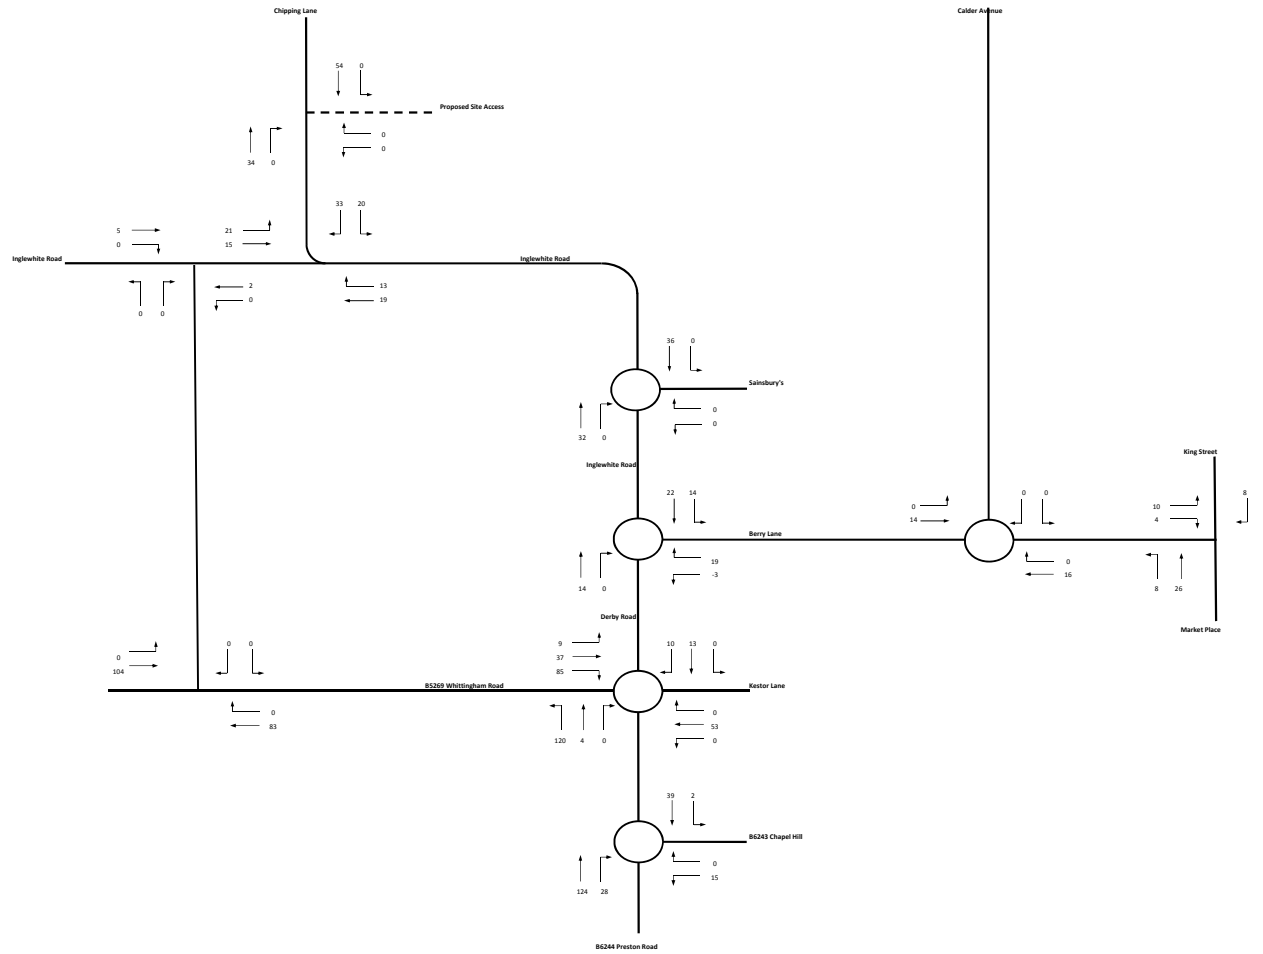 Chipping Lane
Calder Avenue
54 0
Proposed Site Access
0
0
34 0
33 20
5
0
21
15
Inglewhite Road
Inglewhite Road
2
0
13
19
0 0
36 0
Sainsbury's
0
0
32 0
King Street
Inglewhite Road
22 14
0
14
0 0
10
4
8
Berry Lane
19
-3
0
16
14 0
8 26
Derby Road
Market Place
0
104
0 0
9
37
85
10 13 0
B5269 Whittingham Road
Kestor Lane
0
83
0
53
0
120 4 0
39 2
B6243 Chapel Hill
0
15
124 28
B6244 Preston Road